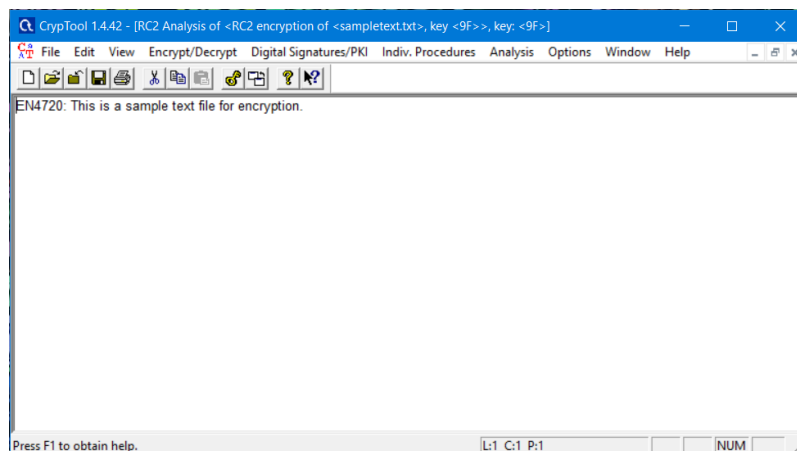 CrypTool 1.4.42 - [RC2 Analysis of <RC2 encryption of <sampletext.txt>, key <9F>>, key: <9F>]
File Edit View Encrypt/Decrypt Digital Signatures/PKI Indiv. Procedures Analysis Options Window Help
EN4720: This is a sample text file for encryption.
Press F1 to obtain help. L:1 C:1 P:1 NUM